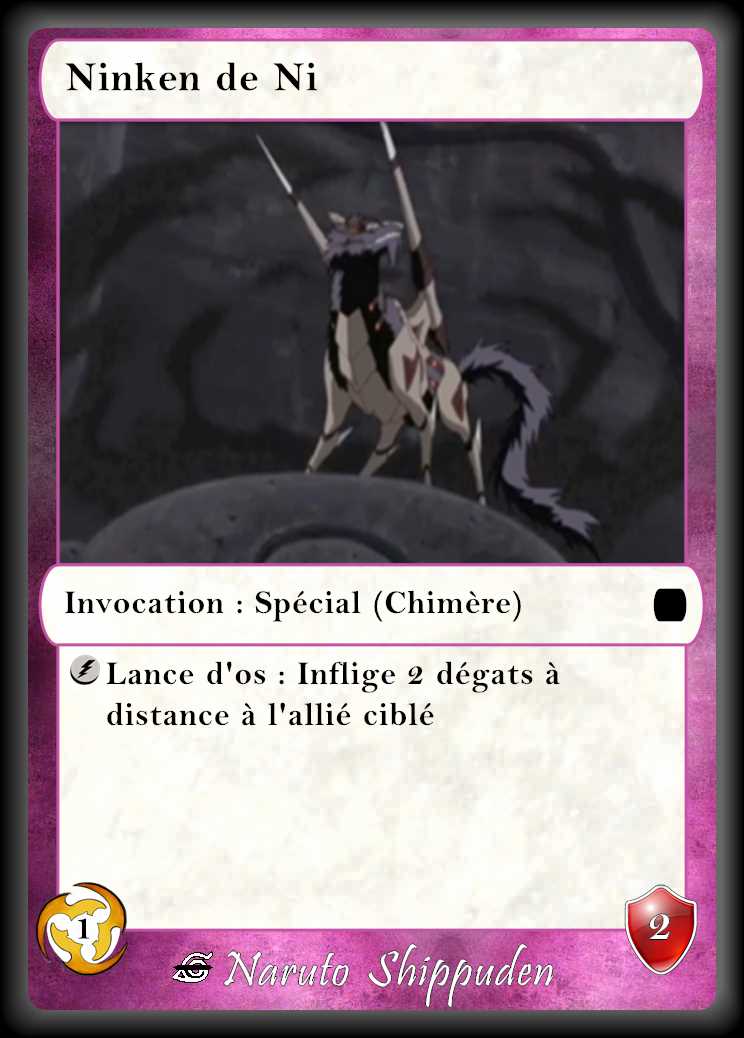 Ninken de Ni
Invocation : Spécial (Chimère)
Lance d'os : Inflige 2 dégats à
distance à l'allié ciblé
1
2
Naruto Shippuden